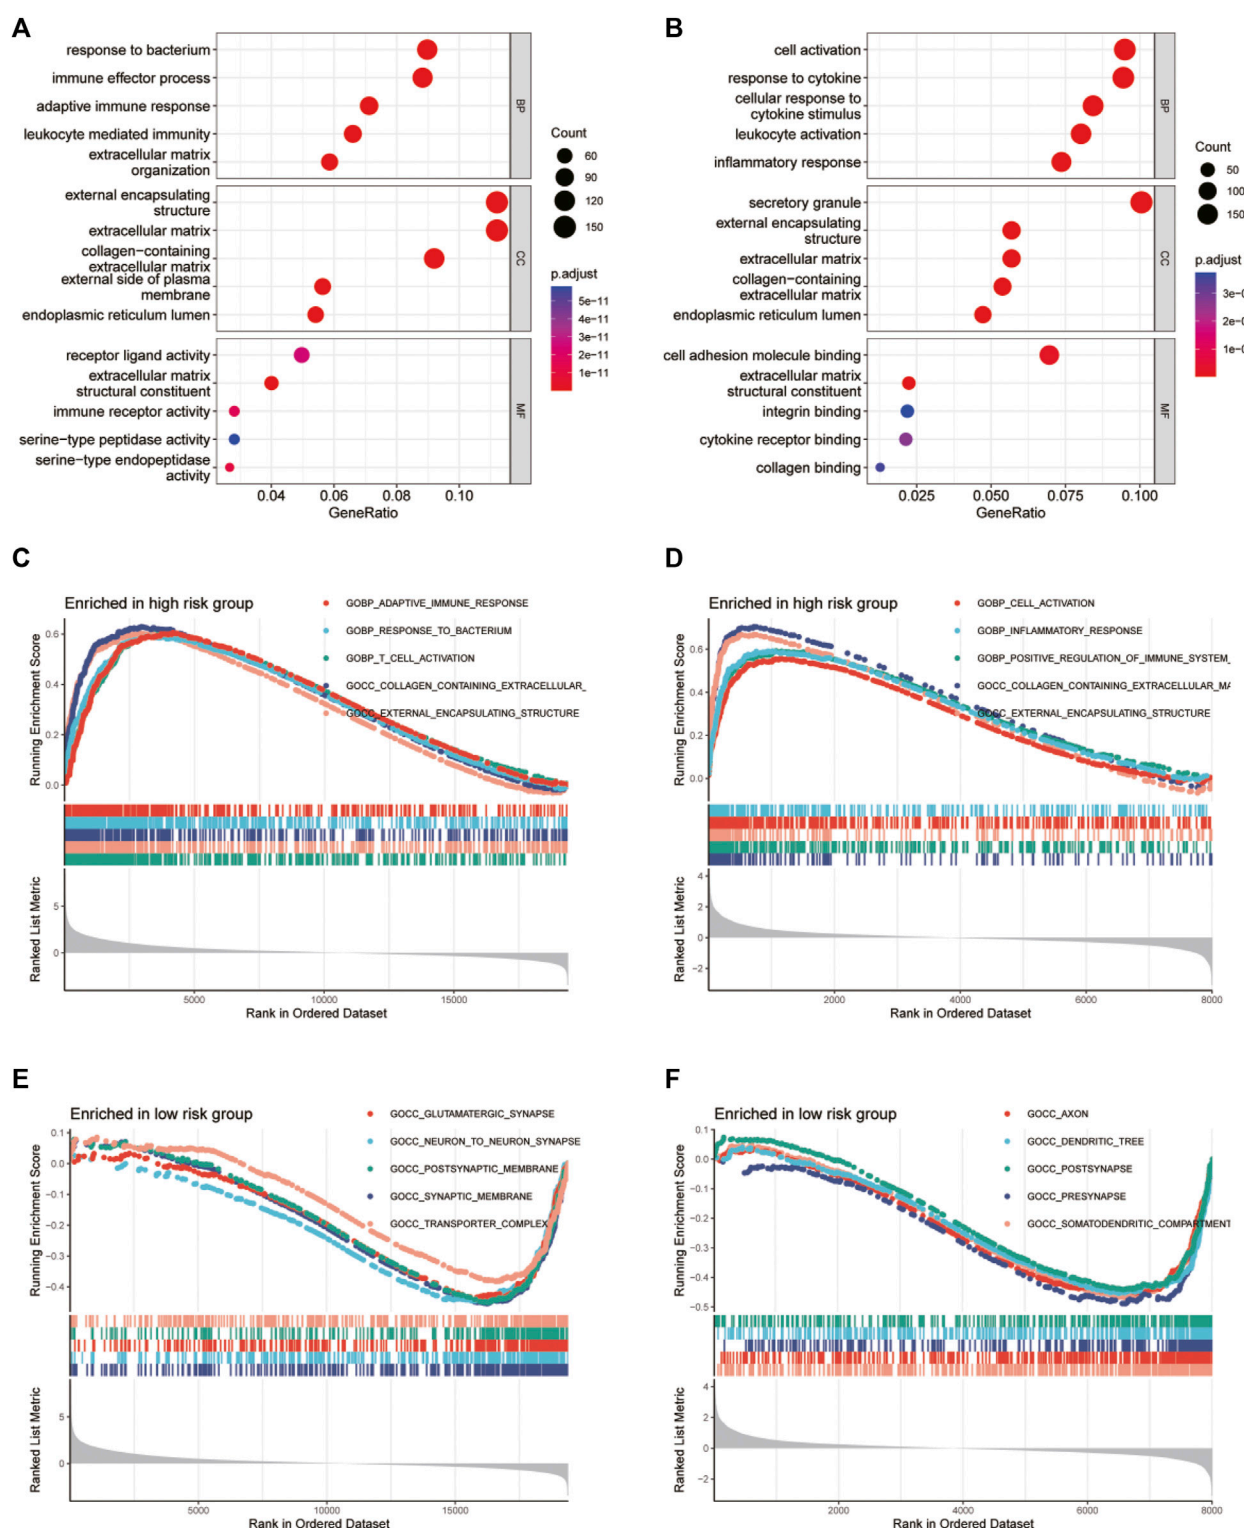 A
response to bacterium
immune effector process
adaptive immune response
leukocyte mediated immunity
extracellular matrix
organization
external encapsulating
structure
extracellular matrix
collagen−containing
extracellular matrix
external side of plasma
membrane
endoplasmic reticulum lumen
receptor ligand activity
extracellular matrix
structural constituent
immune receptor activity
serine−type peptidase activity
serine−type endopeptidase
activity
BP
CC
MF
0.04 0.06 0.08 0.10
GeneRatio
Count
60
90
120
150
p.adjust
5e−11
4e−11
3e−11
2e−11
1e−11
B
cell activation
response to cytokine
cellular response to
cytokine stimulus
leukocyte activation
inflammatory response
secretory granule
external encapsulating
structure
extracellular matrix
collagen−containing
extracellular matrix
endoplasmic reticulum lumen
cell adhesion molecule binding
extracellular matrix
structural constituent
integrin binding
cytokine receptor binding
collagen binding
BP
CC
MF
0.025 0.050 0.075 0.100
GeneRatio
Count
50
100
150
p.adjust
3e−0
2e−0
1e−0
C
Enriched in high risk group
GOBP_ADAPTIVE_IMMUNE_RESPONSE
GOBP_RESPONSE_TO_BACTERIUM
GOBP_T_CELL_ACTIVATION
GOCC_COLLAGEN_CONTAINING_EXTRACELLULAR_
GOCC_EXTERNAL_ENCAPSULATING_STRUCTURE
Running Enrichment Score
0.6
0.4
0.2
0.0
Ranked List Metric
5
0
5000 10000 15000
Rank in Ordered Dataset
D
Enriched in high risk group
GOBP_CELL_ACTIVATION
GOBP_INFLAMMATORY_RESPONSE
GOBP_POSITIVE_REGULATION_OF_IMMUNE_SYSTEM_
GOCC_COLLAGEN_CONTAINING_EXTRACELLULAR_MA
GOCC_EXTERNAL_ENCAPSULATING_STRUCTURE
Running Enrichment Score
0.6
0.4
0.2
0.0
Ranked List Metric
4
2
0
−2
2000 4000 6000 8000
Rank in Ordered Dataset
E
Enriched in low risk group
GOCC_GLUTAMATERGIC_SYNAPSE
GOCC_NEURON_TO_NEURON_SYNAPSE
GOCC_POSTSYNAPTIC_MEMBRANE
GOCC_SYNAPTIC_MEMBRANE
GOCC_TRANSPORTER_COMPLEX
Running Enrichment Score
0.1
0.0
−0.1
−0.2
−0.3
−0.4
Ranked List Metric
5
0
5000 10000 15000
Rank in Ordered Dataset
F
Enriched in low risk group
GOCC_AXON
GOCC_DENDRITIC_TREE
GOCC_POSTSYNAPSE
GOCC_PRESYNAPSE
GOCC_SOMATODENDRITIC_COMPARTMENT
Running Enrichment Score
0.1
0.0
−0.1
−0.2
−0.3
−0.4
−0.5
Ranked List Metric
4
2
0
−2
2000 4000 6000 8000
Rank in Ordered Dataset